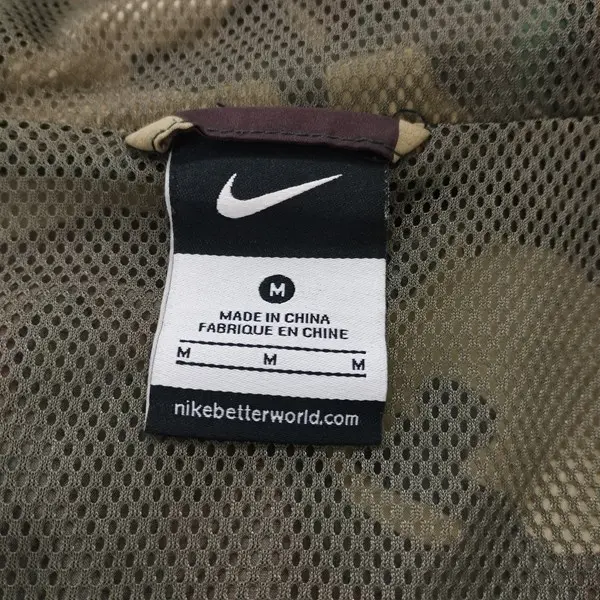 M
MADE IN CHINA
FABRIQUE EN CHINE
M M M
nikebetterworld.com